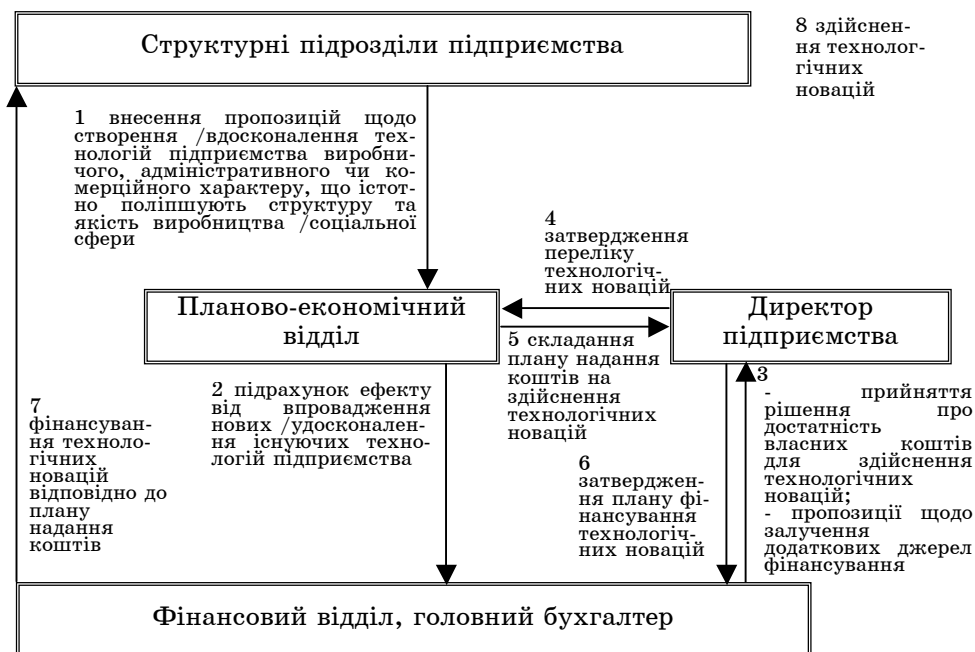 Структурні підрозділи підприємства
8 здійснен-
ня технолог-
гічних
новацій
1 внесення пропозицій щодо
створення /вдосконалення тех-
нологій підприємства виробни-
чого, адміністративного чи ко-
мерційного характеру, що істот-
но поліпшують структуру та
якість виробництва /соціальної
сфери
4
затвердження
переліку
технологіч-
них новацій
Планово-економічний
відділ
Директор
підприємства
5 складання
плану надання
коштів на
здійснення
технологічних
новацій
2 підрахунок ефекту
від впровадження
нових /удосконален-
ня існуючих техно-
логій підприємства
3
- прийняття
рішення про
достатність
власних коштів
для здійснення
технологічних
новацій;
- пропозиції щодо
залучення
додаткових джерел
фінансування
7
фінансуван-
ня техноло-
гічних
новацій
відповідно до
плану
надання
коштів
6
затверджен-
ня плану фі-
нансування
технологіч-
них новацій
Фінансовий відділ, головний бухгалтер